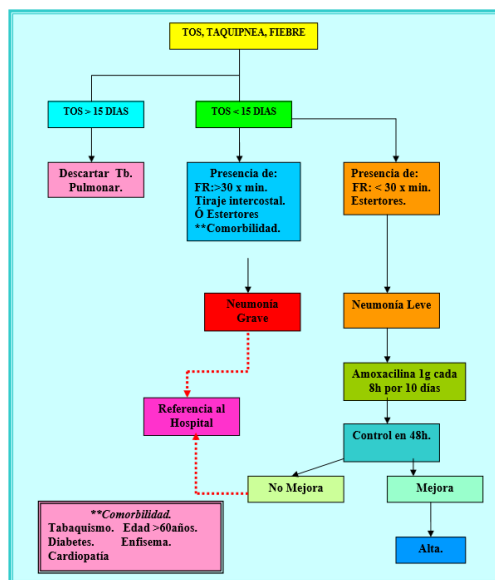 TOS, TAQUIPNEA, FIEBRE
TOS > 15 DIAS
TOS < 15 DIAS
Descartar Tb.
Pulmonar.
Presencia de:
FR:>30 x min.
Tiraje intercostal.
Ó Estertores
**Comorbilidad.
Presencia de:
FR: < 30 x min.
Estertores.
Neumonía
Grave
Neumonía Leve
Amoxacilina 1g cada
8h por 10 días
Referencia al
Hospital
Control en 48h.
No Mejora
Mejora
**Comorbilidad.
Tabaquismo. Edad >60años.
Diabetes. Enfisema.
Cardiopatía
Alta.